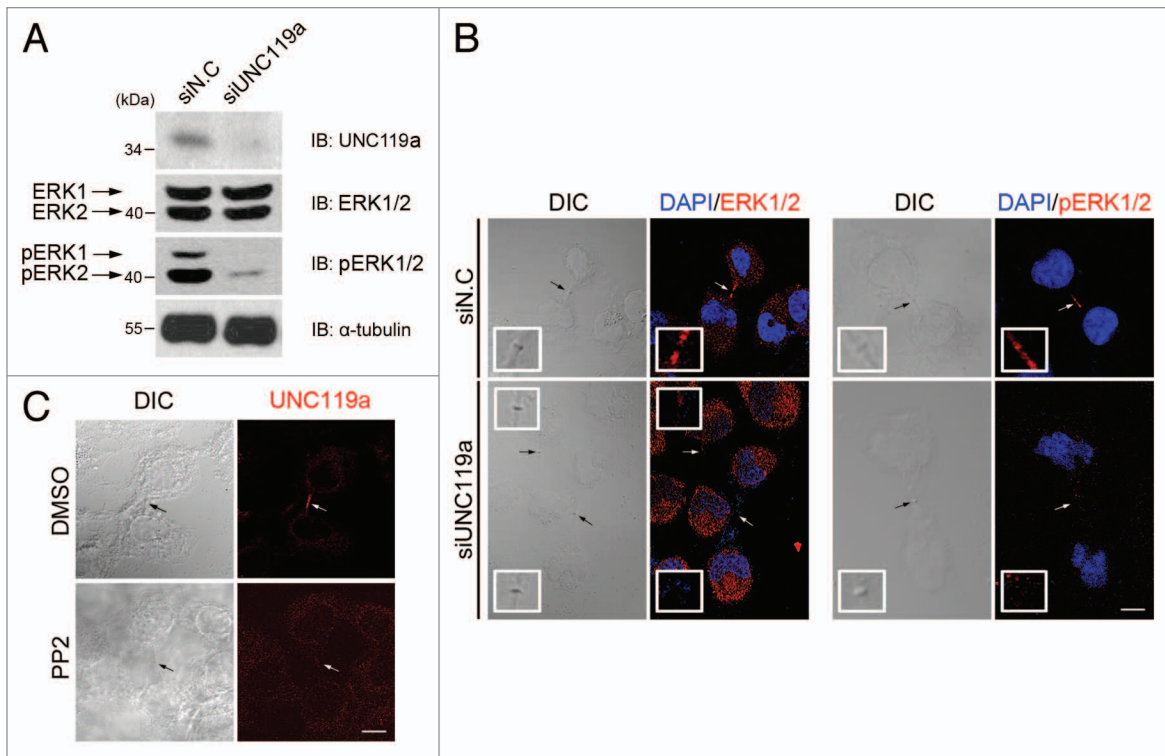 A
siN.C siUNC119a
(kDa)
34 IB: UNC119a
ERK1
ERK2 40 IB: ERK1/2
pERK1
pERK2 40 IB: pERK1/2
55 IB: α-tubulin
B
DIC DAPI/ERK1/2 DIC DAPI/pERK1/2
siN.C
siUNC119a
C
DIC UNC119a
DMSO
PP2